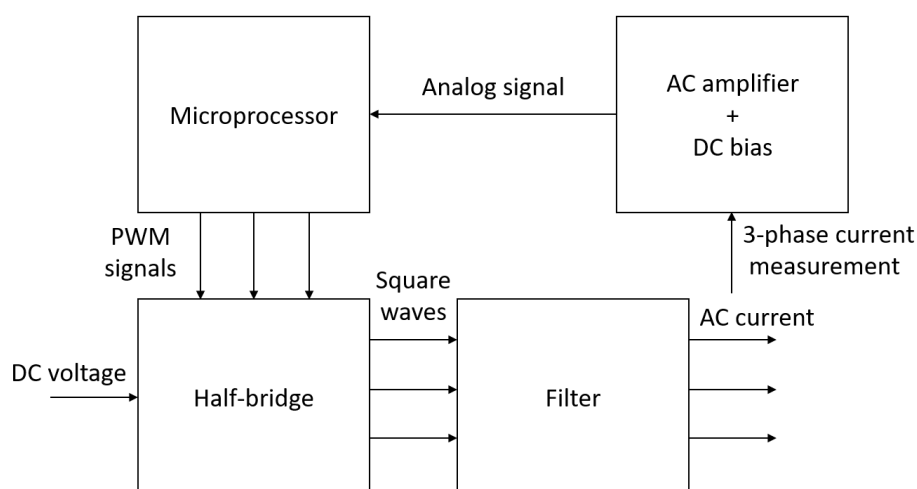 Microprocessor
Analog signal
AC amplifier
+
DC bias
PWM
signals
3-phase current
measurement
Square
waves
AC current
DC voltage
Half-bridge
Filter